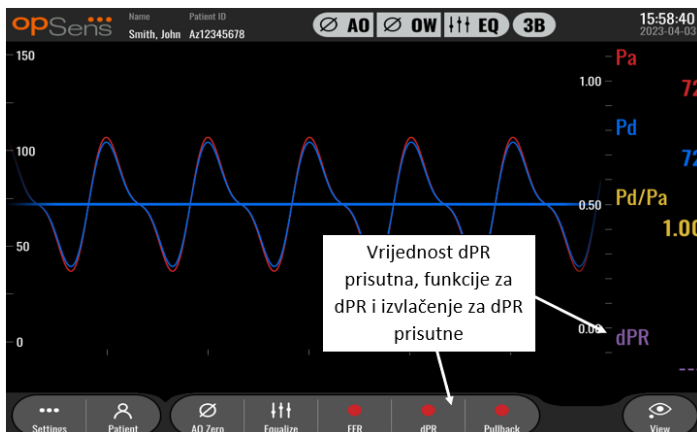 opSens
Name
Patient ID
Smith, John Az12345678
Ø AO
Ø OW
EQ
3B
15:58:40
2023-04-03
150
100
50
0
1.00
0.50
0.00
Pa
72
Pd
72
Pd/Pa
1.00
dPR
---
Vrijednost dPR
prisutna, funkcije za
dPR i izvlačenje za dPR
prisutne
Settings
Patient
AO Zero
Equalize
FFR
dPR
Pullback
View